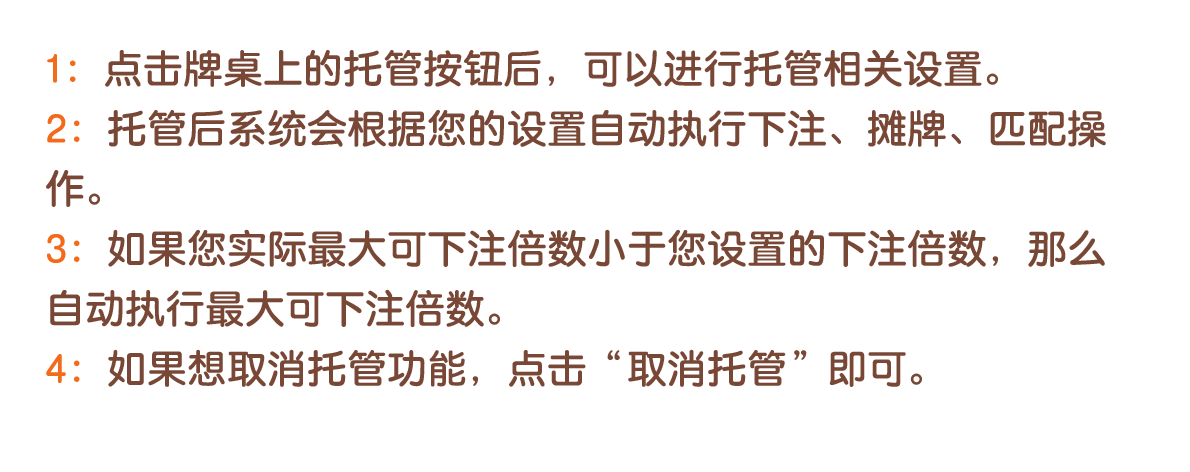 1：点击牌桌上的托管按钮后，可以进行托管相关设置。
2：托管后系统会根据您的设置自动执行下注、摊牌、匹配操
作。
3：如果您实际最大可下注倍数小于您设置的下注倍数，那么
自动执行最大可下注倍数。
4：如果想取消托管功能，点击“取消托管”即可。